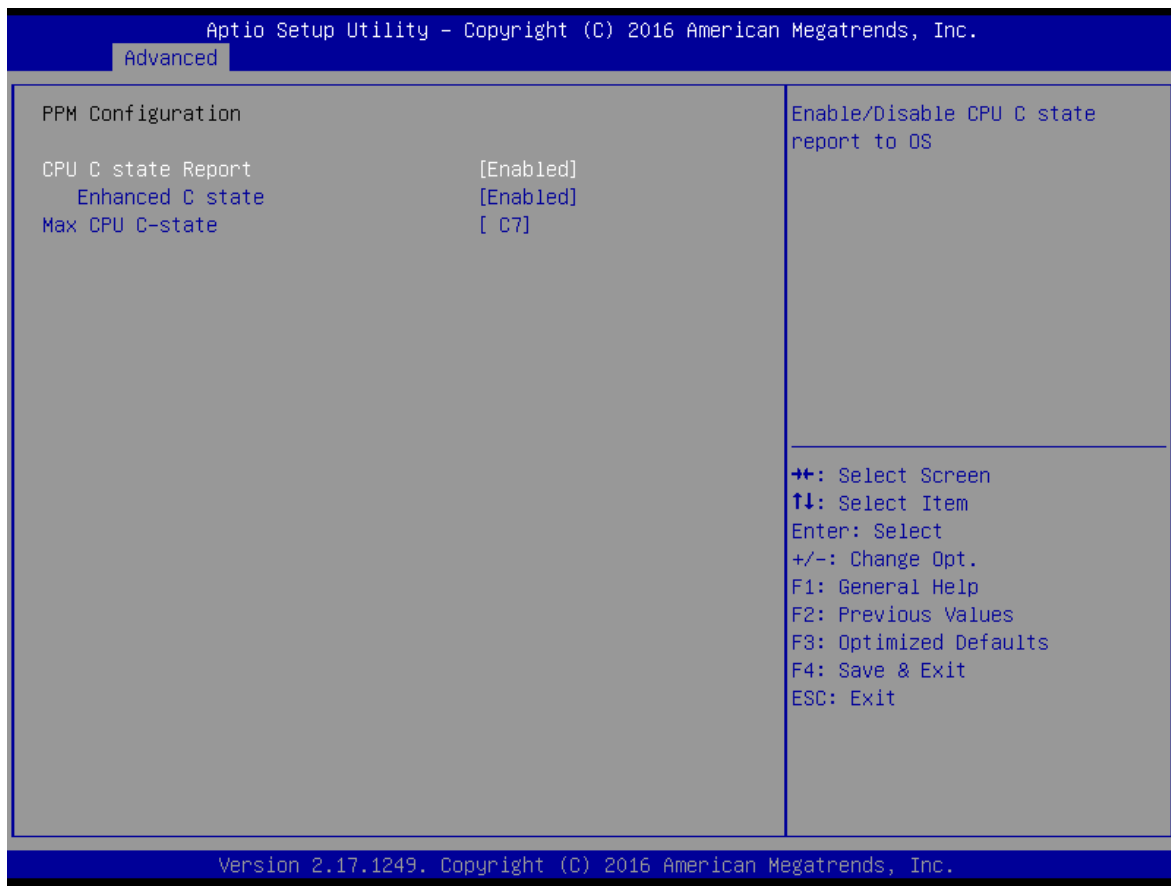 Aptio Setup Utility – Copyright (C) 2016 American Megatrends, Inc.
Advanced
PPM Configuration
CPU C state Report [Enabled]
Enhanced C state [Enabled]
Max CPU C-state [ C7]
Enable/Disable CPU C state
report to OS
→←: Select Screen
↑↓: Select Item
Enter: Select
+/-: Change Opt.
F1: General Help
F2: Previous Values
F3: Optimized Defaults
F4: Save & Exit
ESC: Exit
Version 2.17.1249. Copyright (C) 2016 American Megatrends, Inc.